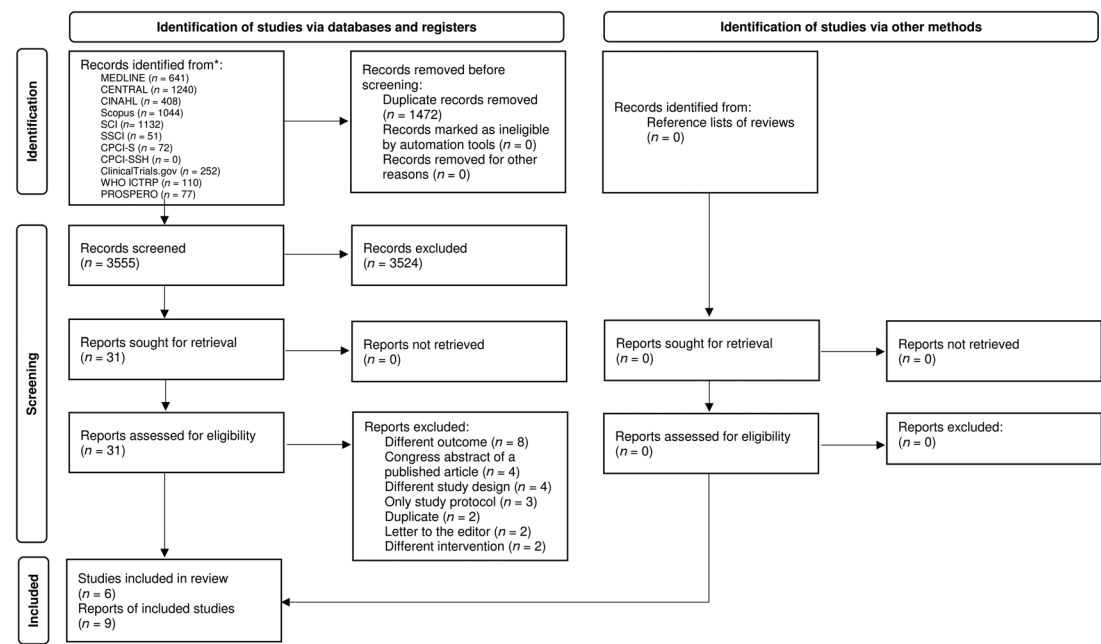 Identification of studies via databases and registers
Identification of studies via other methods
Identification
Records identified from*:
MEDLINE (n = 641)
CENTRAL (n = 1240)
CINAHL (n = 408)
Scopus (n = 1044)
SCI (n= 1132)
SSCI (n = 51)
CPCI-S (n = 72)
CPCI-SSH (n = 0)
ClinicalTrials.gov (n = 252)
WHO ICTRP (n = 110)
PROSPERO (n = 77)
Records removed before
screening:
Duplicate records removed
(n = 1472)
Records marked as ineligible
by automation tools (n = 0)
Records removed for other
reasons (n = 0)
Records identified from:
Reference lists of reviews
(n = 0)
Screening
Records screened
(n = 3555)
Records excluded
(n = 3524)
Reports sought for retrieval
(n = 31)
Reports not retrieved
(n = 0)
Reports sought for retrieval
(n = 0)
Reports not retrieved
(n = 0)
Reports assessed for eligibility
(n = 31)
Reports excluded:
Different outcome (n = 8)
Congress abstract of a
published article (n = 4)
Different study design (n = 4)
Only study protocol (n = 3)
Duplicate (n = 2)
Letter to the editor (n = 2)
Different intervention (n = 2)
Reports assessed for eligibility
(n = 0)
Reports excluded:
(n = 0)
Included
Studies included in review
(n = 6)
Reports of included studies
(n = 9)